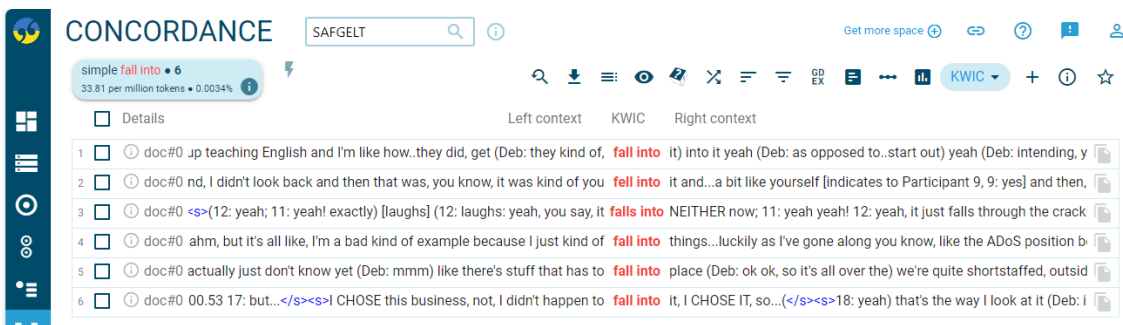 CONCORDANCE SAFGELT Get more space
simple fall into ● 6
33.81 per million tokens ● 0.0034%
GD
EX
KWIC
Details Left context KWIC Right context
1 doc#0 up teaching English and I'm like how..they did, get (Deb: they kind of, fall into it) into it yeah (Deb: as opposed to..start out) yeah (Deb: intending, y
2 doc#0 nd, I didn't look back and then that was, you know, it was kind of you fell into it and...a bit like yourself [indicates to Participant 9, 9: yes] and then,
3 doc#0 <s>(12: yeah; 11: yeah! exactly) [laughs] (12: laughs: yeah, you say, it falls into NEITHER now; 11: yeah yeah! 12: yeah, it just falls through the crack
4 doc#0 ahm, but it's all like, I'm a bad kind of example because I just kind of fall into things...luckily as I've gone along you know, like the ADoS position b
5 doc#0 actually just don't know yet (Deb: mmm) like there's stuff that has to fall into place (Deb: ok ok, so it's all over the) we're quite shortstaffed, outsid
6 doc#0 00.53 17: but...</s><s>I CHOSE this business, not, I didn't happen to fall into it, I CHOSE IT, so...(</s><s>18: yeah) that's the way I look at it (Deb: i